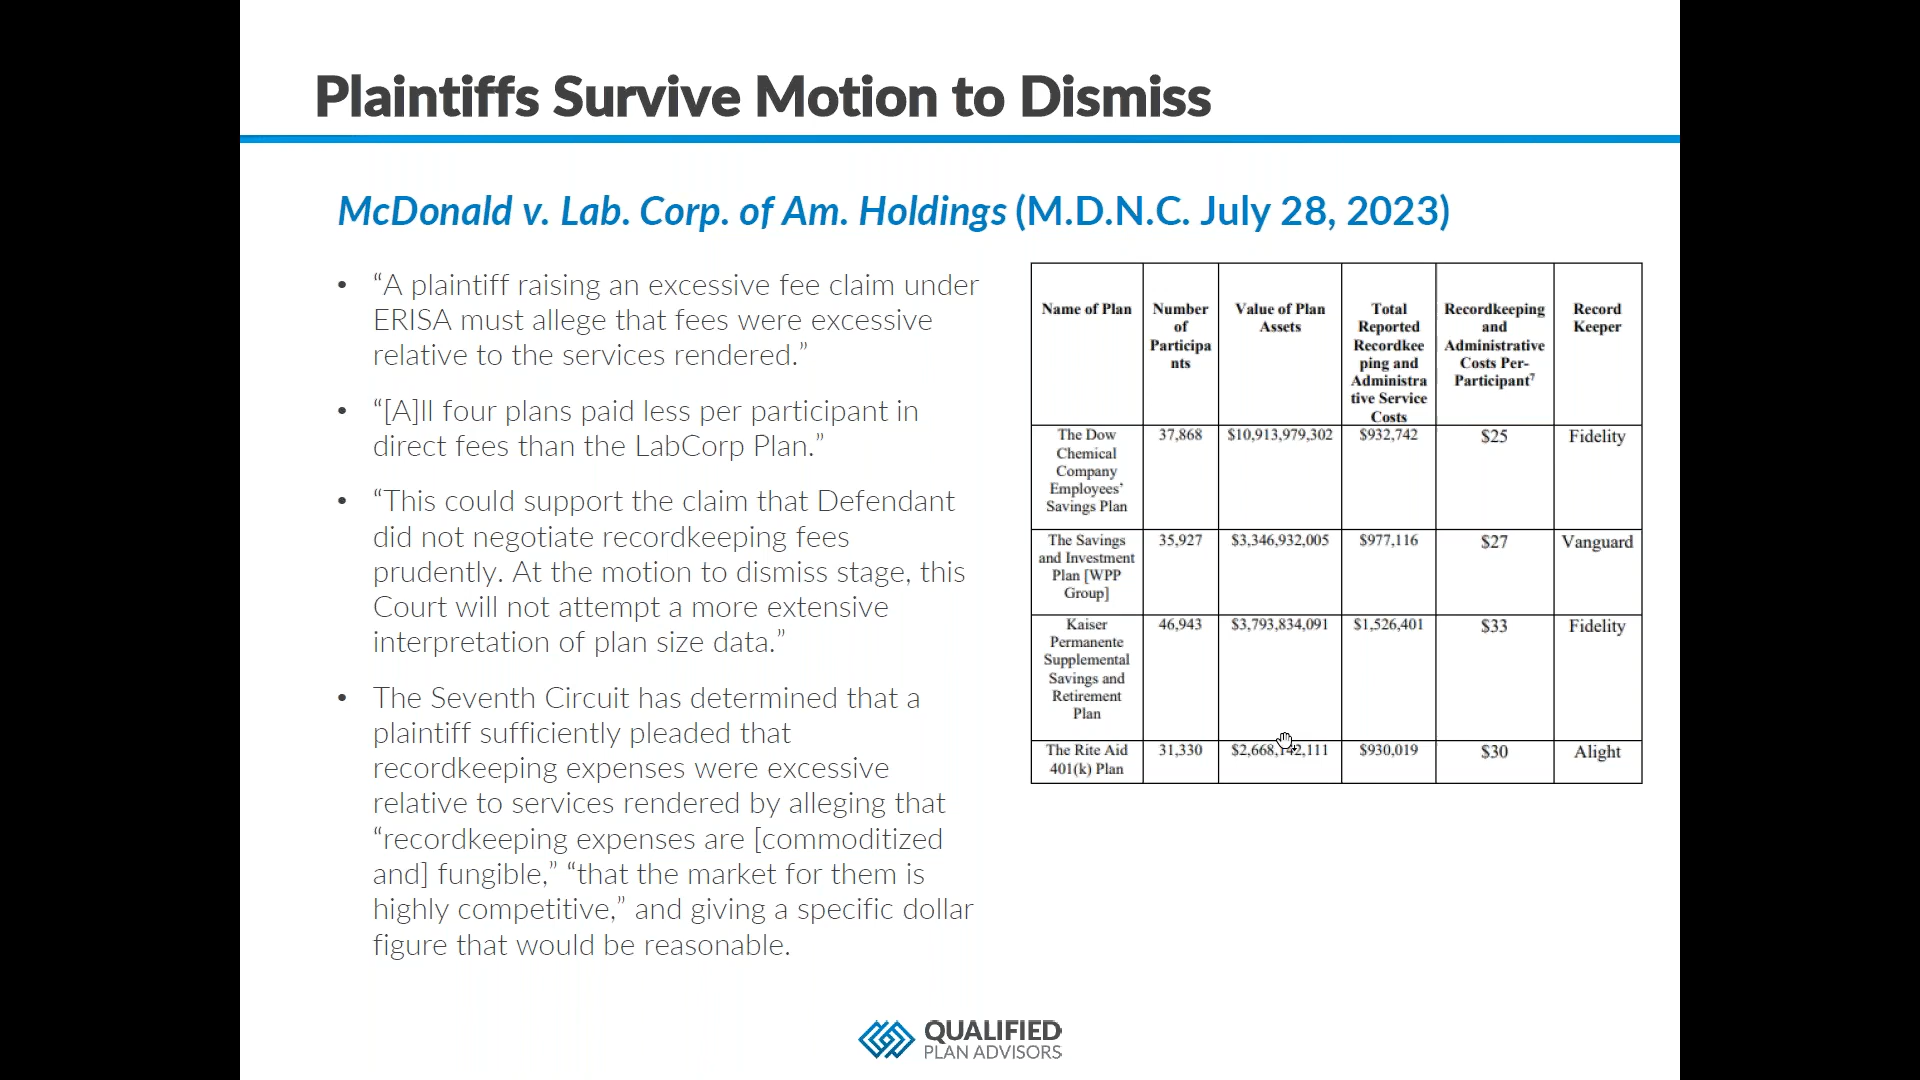 Plaintiffs Survive Motion to Dismiss
McDonald v. Lab. Corp. of Am. Holdings (M.D.N.C. July 28, 2023)
• “A plaintiff raising an excessive fee claim under
ERISA must allege that fees were excessive
relative to the services rendered.”
• “[A]ll four plans paid less per participant in
direct fees than the LabCorp Plan.”
• “This could support the claim that Defendant
did not negotiate recordkeeping fees
prudently. At the motion to dismiss stage, this
Court will not attempt a more extensive
interpretation of plan size data.”
• The Seventh Circuit has determined that a
plaintiff sufficiently pleaded that
recordkeeping expenses were excessive
relative to services rendered by alleging that
“recordkeeping expenses are [commoditized
and] fungible,” “that the market for them is
highly competitive,” and giving a specific dollar
figure that would be reasonable.
Name of Plan
Number
of
Participa
nts
Value of Plan
Assets
Total
Reported
Recordkee
ping and
Administra
tive Service
Costs
Recordkeeping
and
Administrative
Costs Per-
Participant7
Record
Keeper
The Dow
Chemical
Company
Employees’
Savings Plan
37,868
$10,913,979,302
$932,742
$25
Fidelity
The Savings
and Investment
Plan [WPP
Group]
35,927
$3,346,932,005
$977,116
$27
Vanguard
Kaiser
Permanente
Supplemental
Savings and
Retirement
Plan
46,943
$3,793,834,091
$1,526,401
$33
Fidelity
The Rite Aid
401(k) Plan
31,330
$2,668,142,111
$930,019
$30
Alight
QUALIFIED
PLAN ADVISORS